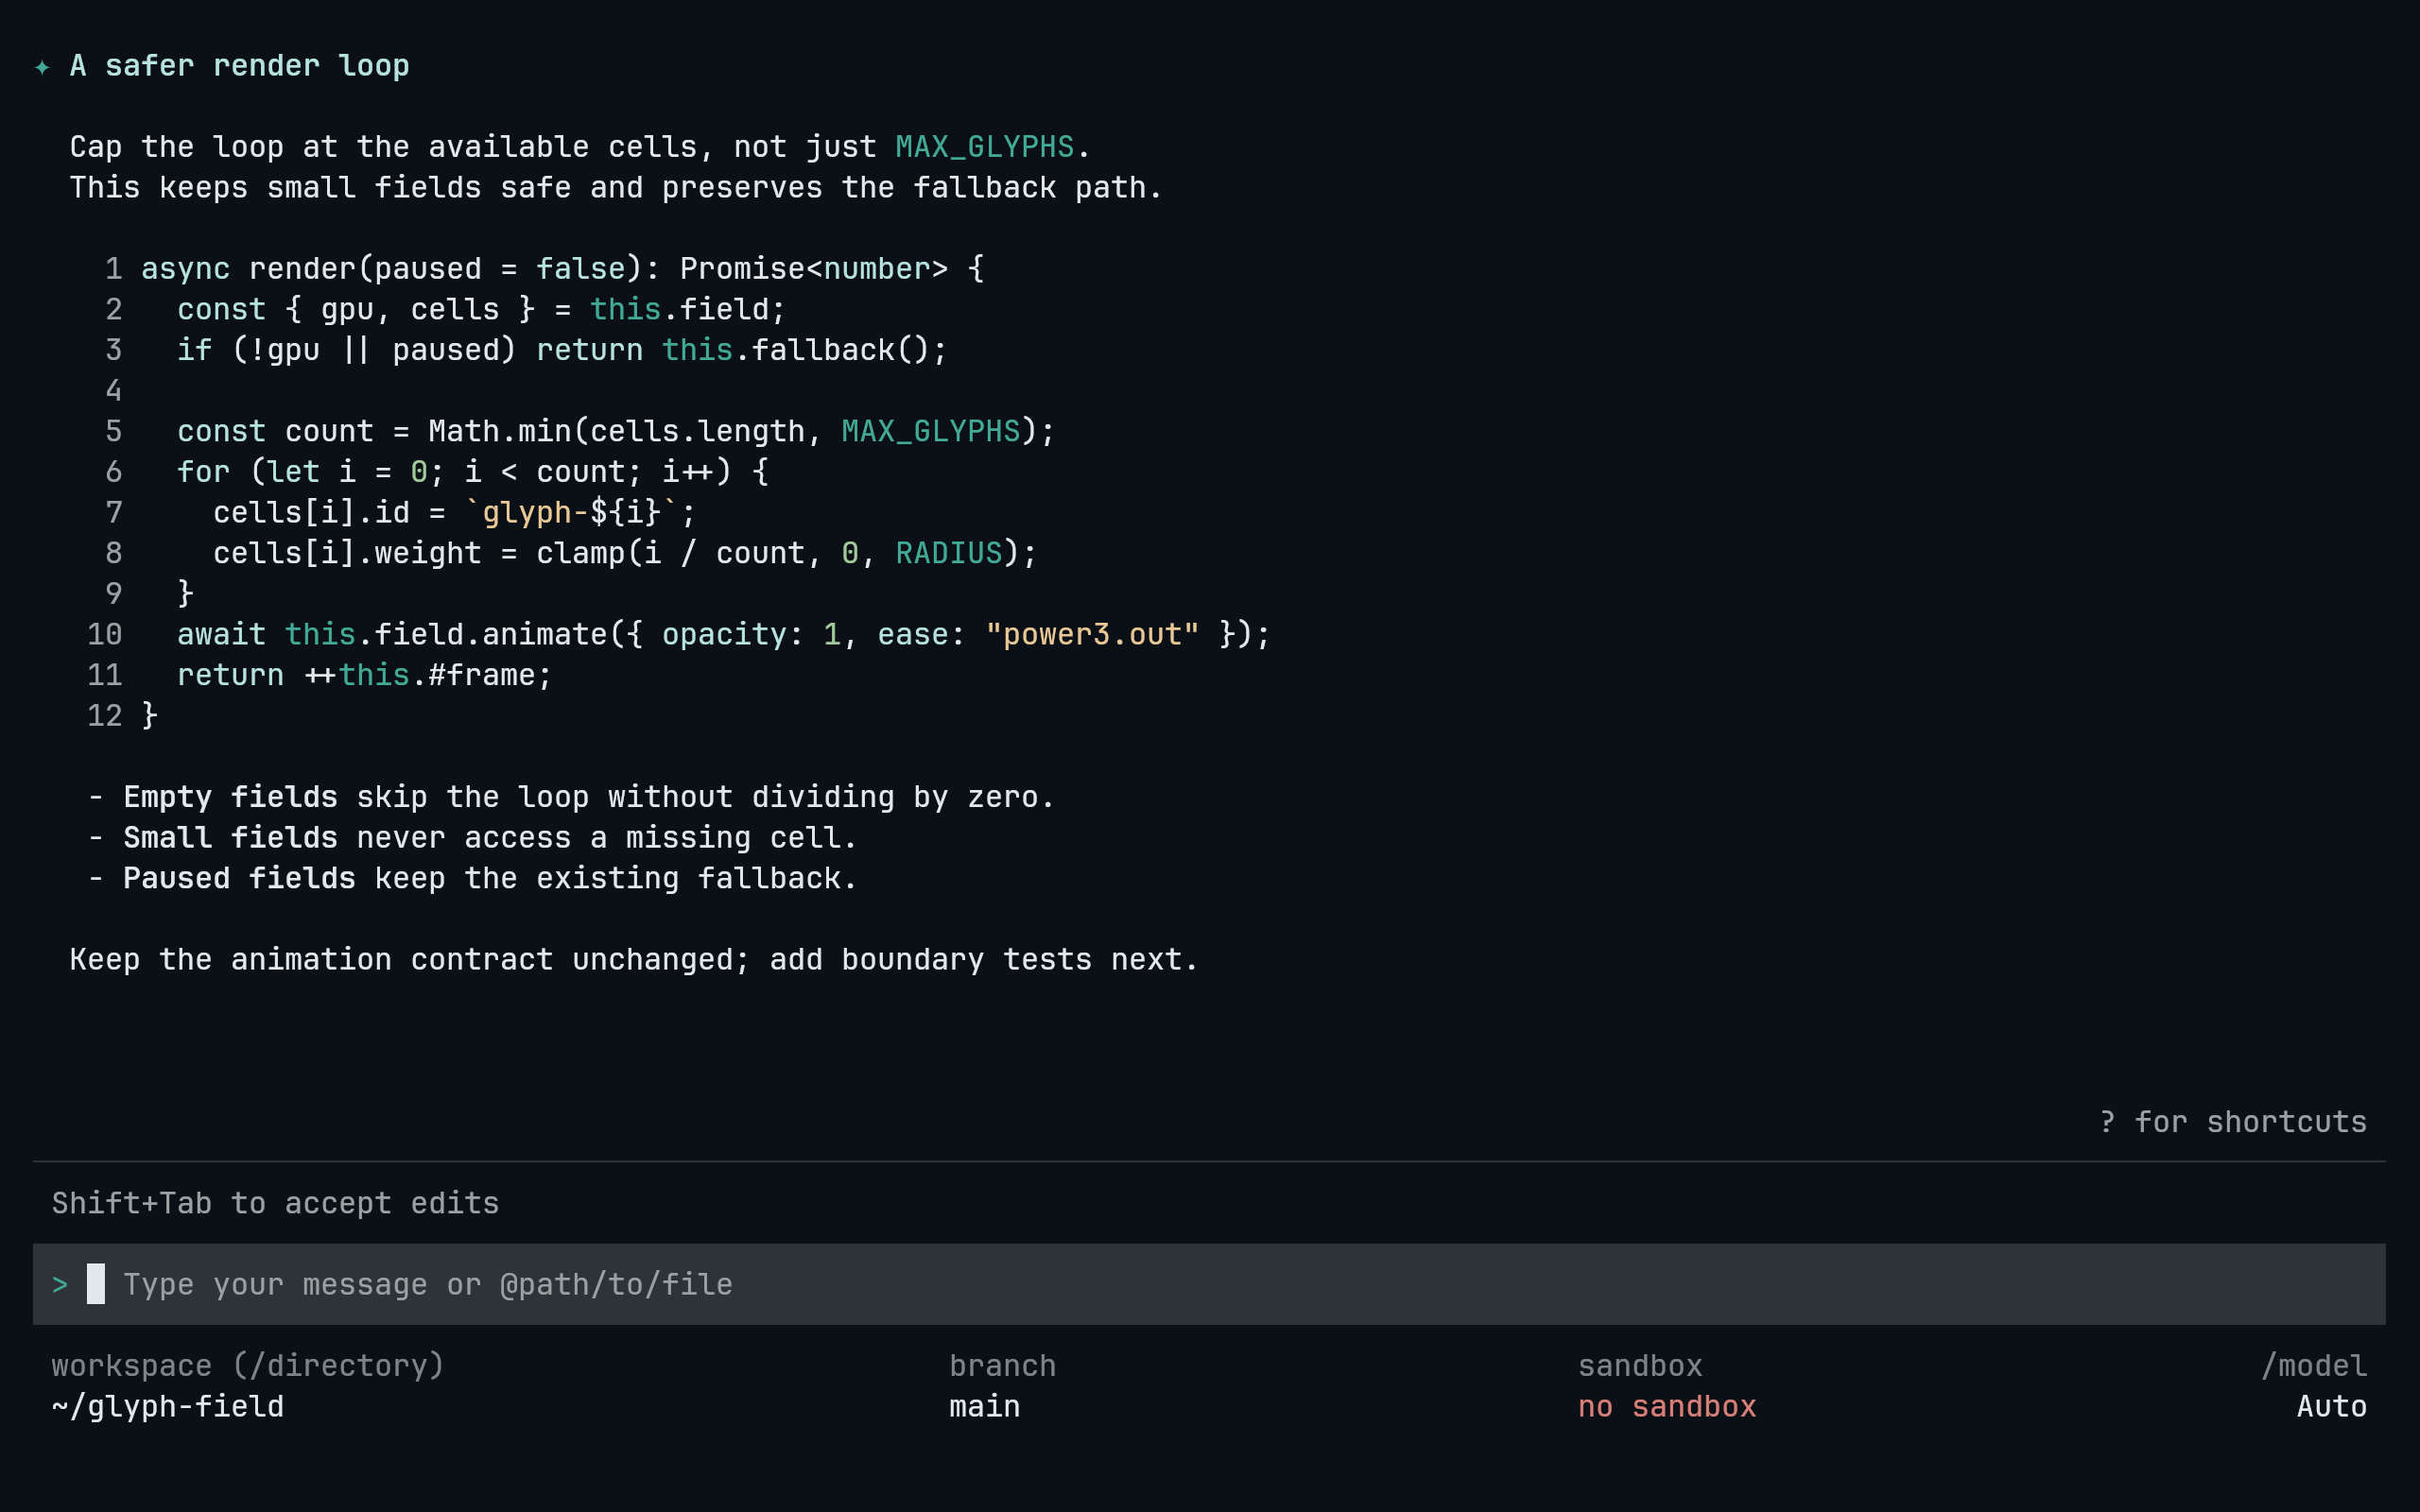 ✦ A safer render loop
Cap the loop at the available cells, not just MAX_GLYPHS.
This keeps small fields safe and preserves the fallback path.
1 async render(paused = false): Promise<number> {
2   const { gpu, cells } = this.field;
3   if (!gpu || paused) return this.fallback();
4
5   const count = Math.min(cells.length, MAX_GLYPHS);
6   for (let i = 0; i < count; i++) {
7     cells[i].id = `glyph-${i}`;
8     cells[i].weight = clamp(i / count, 0, RADIUS);
9   }
10   await this.field.animate({ opacity: 1, ease: "power3.out" });
11   return ++this.#frame;
12 }
- Empty fields skip the loop without dividing by zero.
- Small fields never access a missing cell.
- Paused fields keep the existing fallback.
Keep the animation contract unchanged; add boundary tests next.
? for shortcuts
Shift+Tab to accept edits
> Type your message or @path/to/file
workspace (/directory) branch sandbox /model
~/glyph-field main no sandbox Auto